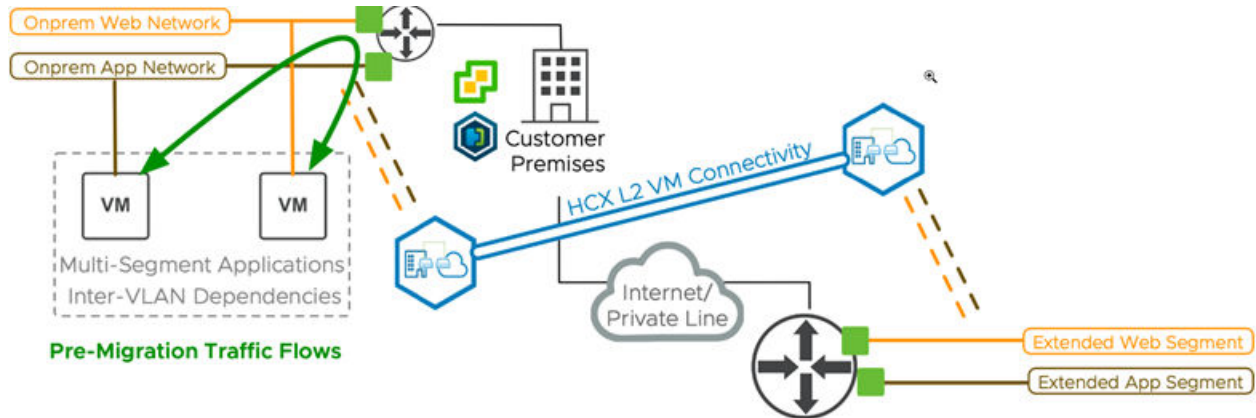 Onprem Web Network
Onprem App Network
Customer
Premises
HCX L2 VM Connectivity
VM
VM
Multi-Segment Applications
Inter-VLAN Dependencies
Internet/
Private Line
Pre-Migration Traffic Flows
Extended Web Segment
Extended App Segment